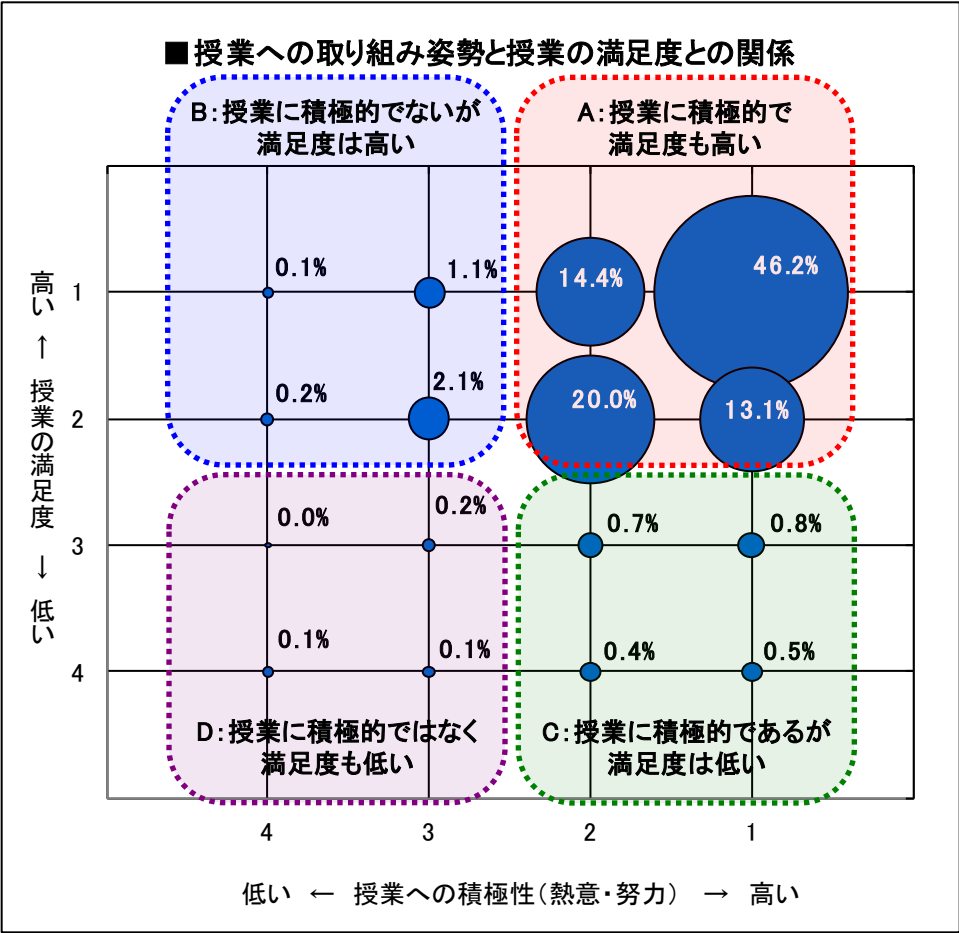 ■授業への取り組み姿勢と授業の満足度との関係
B:授業に積極的でないが
満足度は高い
A:授業に積極的で
満足度も高い
0.1%
1.1%
14.4%
46.2%
1
0.2%
2.1%
20.0%
13.1%
2
0.0%
0.2%
0.7%
0.8%
3
0.1%
0.1%
0.4%
0.5%
4
D:授業に積極的ではなく
満足度も低い
C:授業に積極的であるが
満足度は低い
高い ↑ 授業の満足度 ↓ 低い
4 3 2 1
低い ← 授業への積極性(熱意・努力) → 高い